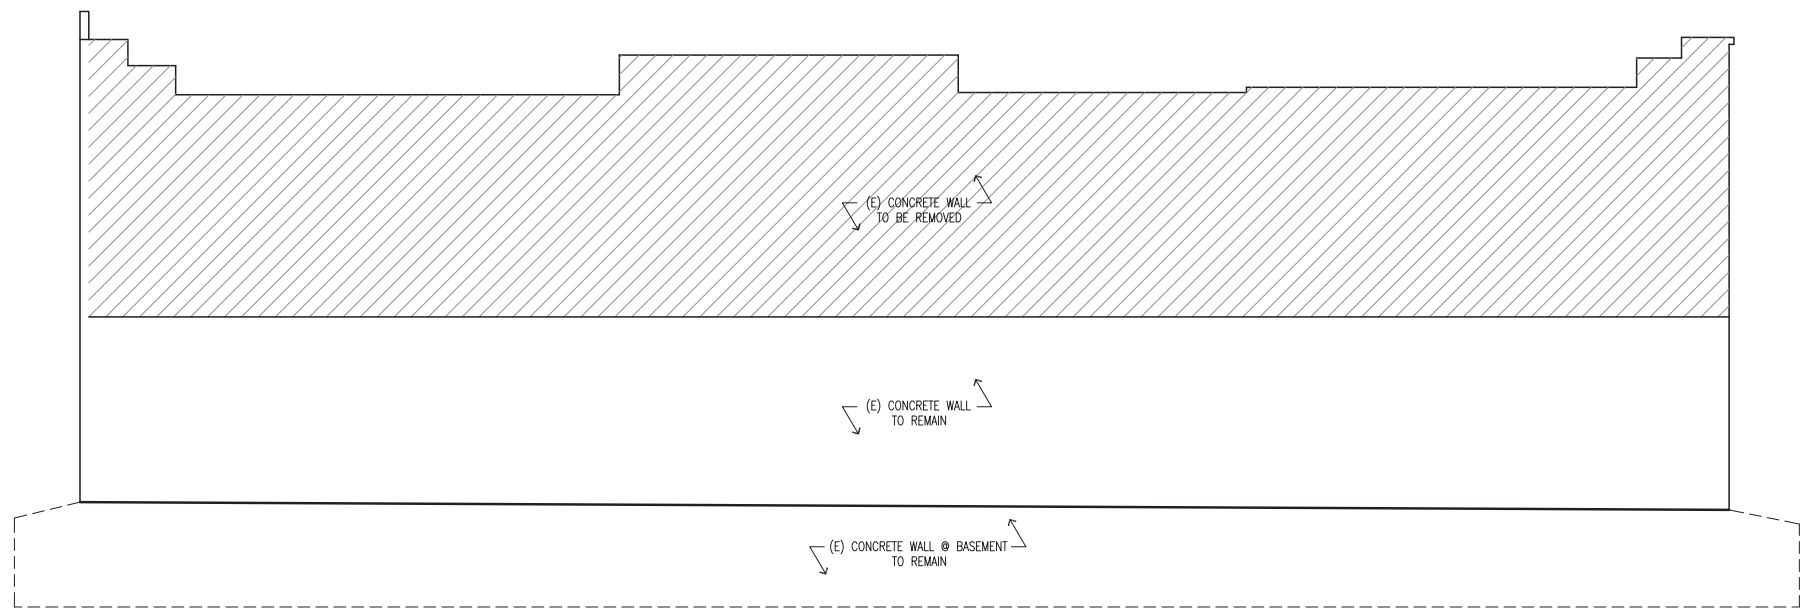 (E) CONCRETE WALL
TO BE REMOVED
(E) CONCRETE WALL
TO REMAIN
(E) CONCRETE WALL @ BASEMENT
TO REMAIN